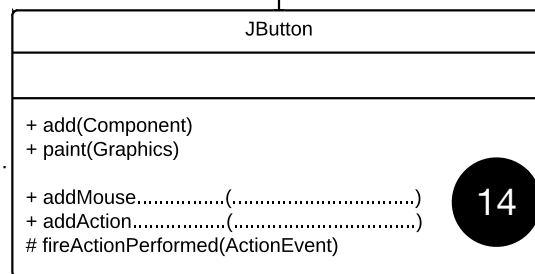 JButton
+ add(Component)
+ paint(Graphics)
+ addMouse................(.................................)
+ addAction.................(.................................)
# fireActionPerformed(ActionEvent)
14